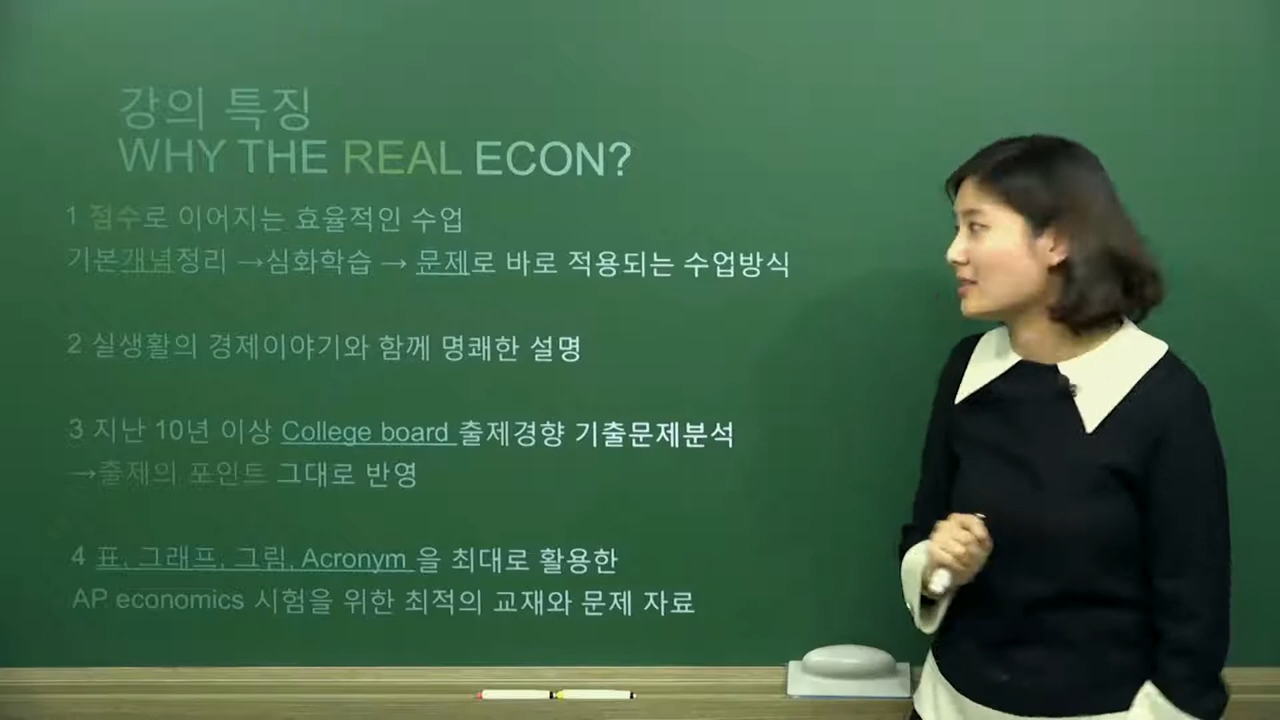 강의 특징
WHY THE REAL ECON?
1 점수로 이어지는 효율적인 수업
기본개념정리 →심화학습 → 문제로 바로 적용되는 수업방식
2 실생활의 경제이야기와 함께 명쾌한 설명
3 지난 10년 이상 College board 출제경향 기출문제분석
→출제의 포인트 그대로 반영
4 표, 그래프, 그림, Acronym 을 최대로 활용한
AP economics 시험을 위한 최적의 교재와 문제 자료